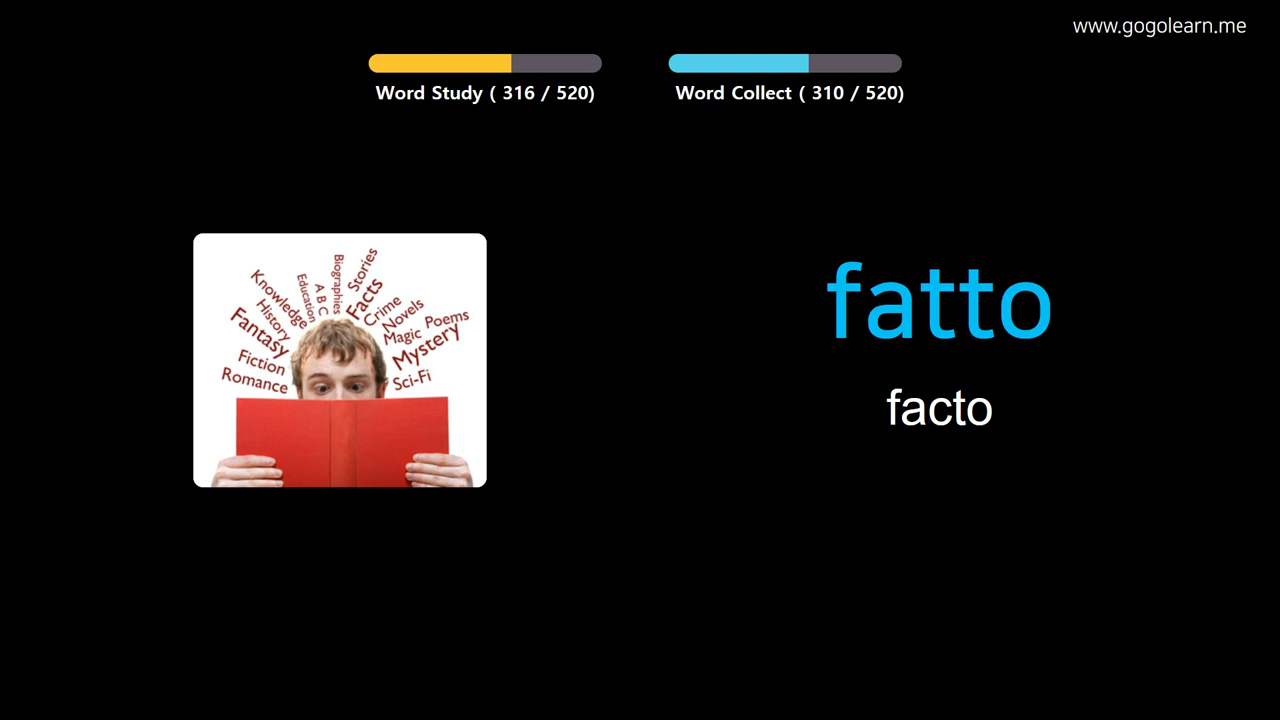 www.gogolearn.me
Word Study ( 316 / 520)
Word Collect ( 310 / 520)
Knowledge
History
Fantasy
Fiction
Romance
Education
A B C
Biographies
Stories
Facts
Crime
Novels
Magic
Poems
Mystery
Sci-Fi
fatto
facto